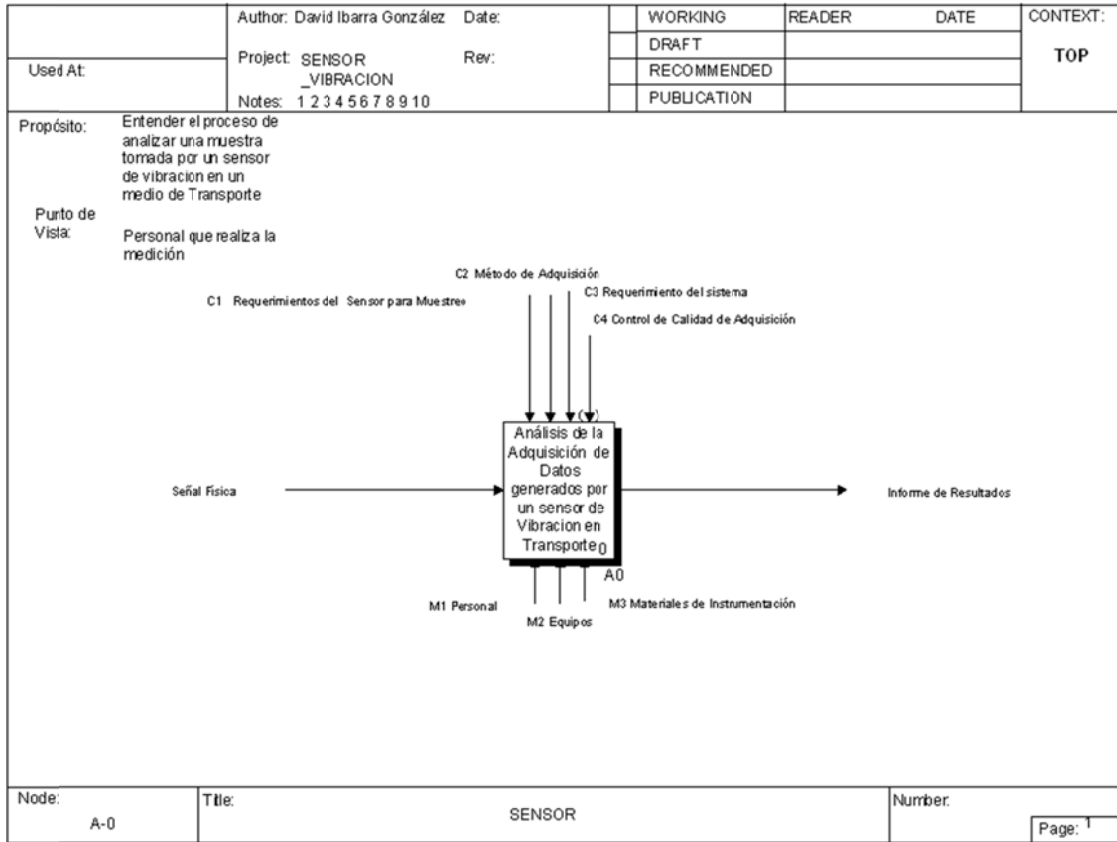 Used At:
Author: David Ibarra González Date:
Project: SENSOR
_VIBRACION
Rev:
Notes: 1 2 3 4 5 6 7 8 9 10
WORKING
DRAFT
RECOMMENDED
PUBLICATION
READER DATE
CONTEXT:
TOP
Propósito:
Entender el proceso de
analizar una muestra
tomada por un sensor
de vibracion en un
medio de Transporte
Punto de
Vista:
Personal que realiza la
medición
C2 Método de Adquisición
C3 Requerimiento del sistema
C1 Requerimientos del Sensor para Muestreo
C4 Control de Calidad de Adquisición
Análisis de la
Adquisición de
Datos
generados por
un sensor de
Vibracion en
Transporte
0
A0
Señal Fisica
Informe de Resultados
M1 Personal
M2 Equipos
M3 Materiales de Instrumentación
Node:
A-0
Title:
SENSOR
Number:
Page: 1